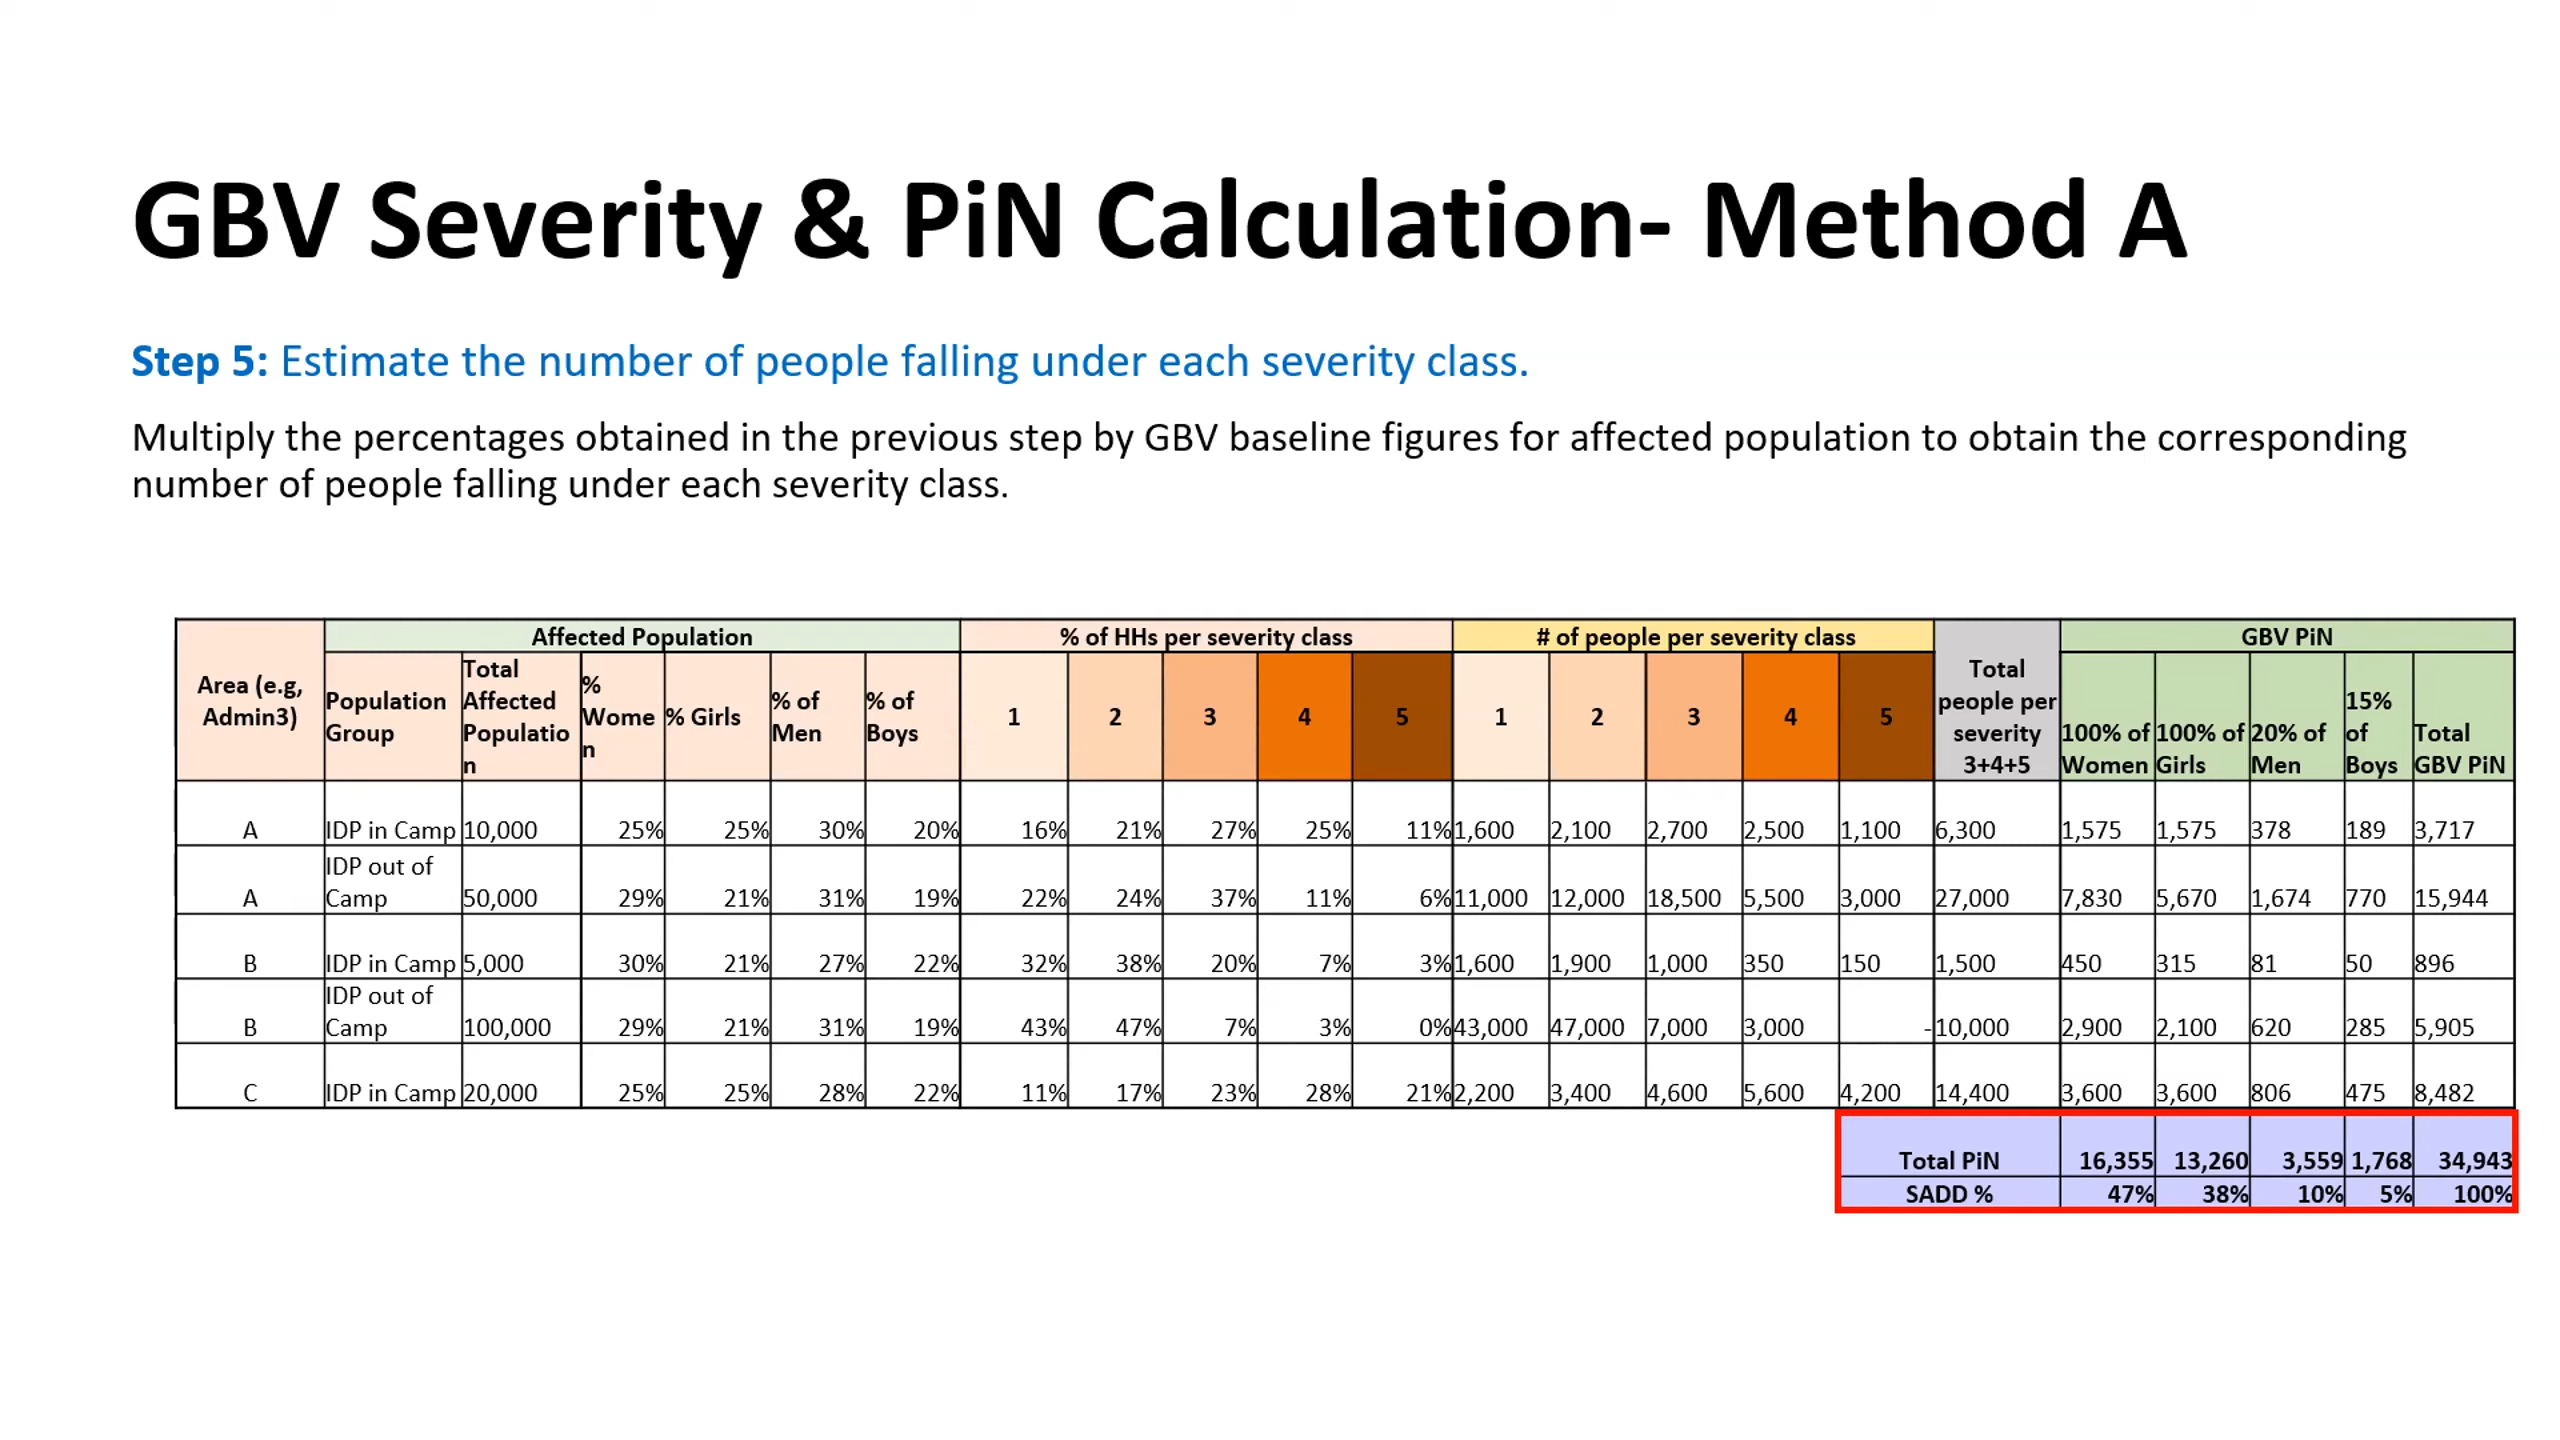 GBV Severity & PiN Calculation- Method A
Step 5: Estimate the number of people falling under each severity class.
Multiply the percentages obtained in the previous step by GBV baseline figures for affected population to obtain the corresponding
number of people falling under each severity class.
Area (e.g, Admin3) Affected Population % of HHs per severity class # of people per severity class Total people per severity 3+4+5 GBV PiN
Population Group Total Affected Populatio n % Wome n % Girls % of Men % of Boys 1 2 3 4 5 1 2 3 4 5 100% of Women 100% of Girls 20% of Men 15% of Boys Total GBV PiN
A IDP in Camp 10,000 25% 25% 30% 20% 16% 21% 27% 25% 11% 1,600 2,100 2,700 2,500 1,100 6,300 1,575 1,575 378 189 3,717
A IDP out of Camp 50,000 29% 21% 31% 19% 22% 24% 37% 11% 6% 11,000 12,000 18,500 5,500 3,000 27,000 7,830 5,670 1,674 770 15,944
B IDP in Camp 5,000 30% 21% 27% 22% 32% 38% 20% 7% 3% 1,600 1,900 1,000 350 150 1,500 450 315 81 50 896
B IDP out of Camp 100,000 29% 21% 31% 19% 43% 47% 7% 3% 0% 43,000 47,000 7,000 3,000 - 10,000 2,900 2,100 620 285 5,905
C IDP in Camp 20,000 25% 25% 28% 22% 11% 17% 23% 28% 21% 2,200 3,400 4,600 5,600 4,200 14,400 3,600 3,600 806 475 8,482
Total PiN 16,355 13,260 3,559 1,768 34,943
SADD % 47% 38% 10% 5% 100%